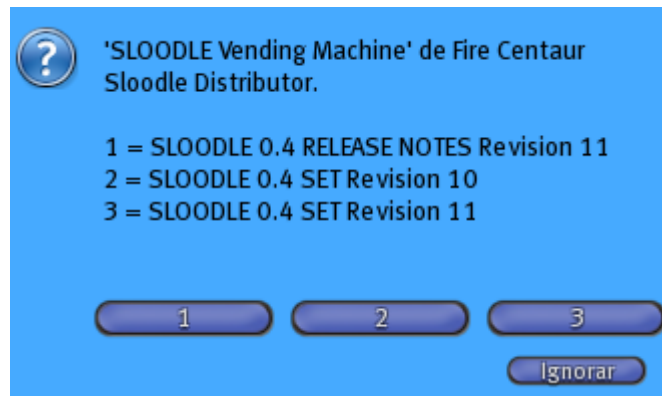 ?
'SLOODLE Vending Machine' de Fire Centaur
Sloodle Distributor.
1 = SLOODLE 0.4 RELEASE NOTES Revision 11
2 = SLOODLE 0.4 SET Revision 10
3 = SLOODLE 0.4 SET Revision 11
1 2 3
Ignorar